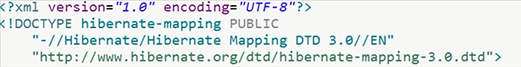 <?xml version="1.0" encoding="UTF-8"?>
<!DOCTYPE hibernate-mapping PUBLIC
"-//Hibernate/Hibernate Mapping DTD 3.0//EN"
"http://www.hibernate.org/dtd/hibernate-mapping-3.0.dtd">